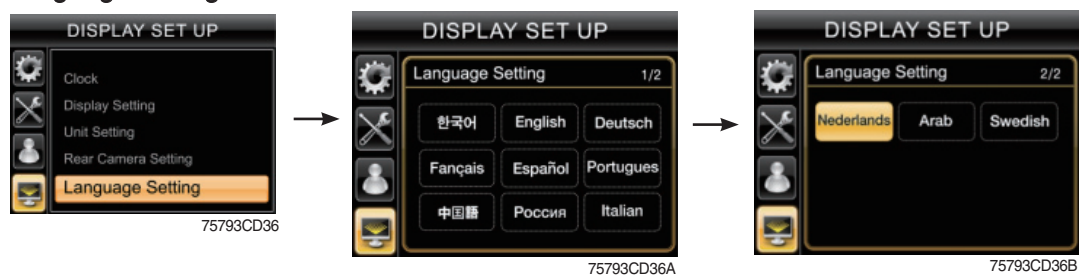 DISPLAY SET UP
Clock
Display Setting
Unit Setting
Rear Camera Setting
Language Setting
75793CD36
DISPLAY SET UP
Language Setting 1/2
한국어 English Deutsch
Fançais Español Portugues
中国語 Россия Italian
75793CD36A
DISPLAY SET UP
Language Setting 2/2
Nederlands Arab Swedish
75793CD36B